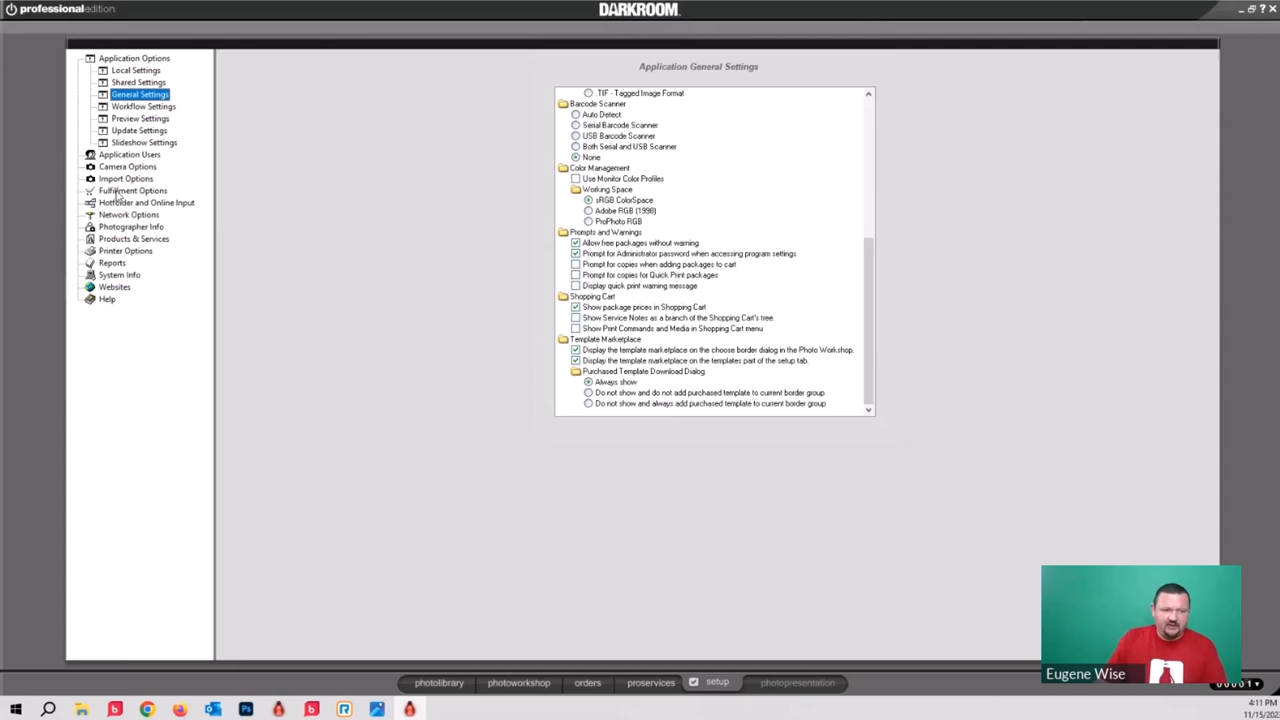 professionaledition
DARKROOM.
Application Options
Local Settings
Shared Settings
General Settings
Workflow Settings
Preview Settings
Update Settings
Slideshow Settings
Application Users
Camera Options
Import Options
Fulfillment Options
Hotfolder and Online Input
Network Options
Photographer Info
Products & Services
Printer Options
Reports
System Info
Websites
Help
Application General Settings
.TIF - Tagged Image Format
Barcode Scanner
Auto Detect
Serial Barcode Scanner
USB Barcode Scanner
Both Serial and USB Scanner
None
Color Management
Use Monitor Color Profiles
Working Space
sRGB ColorSpace
Adobe RGB (1998)
ProPhoto RGB
Prompts and Warnings
Allow free packages without warning
Prompt for Administrator password when accessing program settings
Prompt for copies when adding packages to cart
Prompt for copies for Quick Print packages
Display quick print warning message
Shopping Cart
Show package prices in Shopping Cart
Show Service Notes as a branch of the Shopping Cart's tree.
Show Print Commands and Media in Shopping Cart menu
Template Marketplace
Display the template marketplace on the choose border dialog in the Photo Workshop.
Display the template marketplace on the templates part of the setup tab.
Purchased Template Download Dialog
Always show
Do not show and do not add purchased template to current border group
Do not show and always add purchased template to current border group
Eugene Wise
photolibrary photoworkshop orders proservices setup photopresentation
4:11 PM